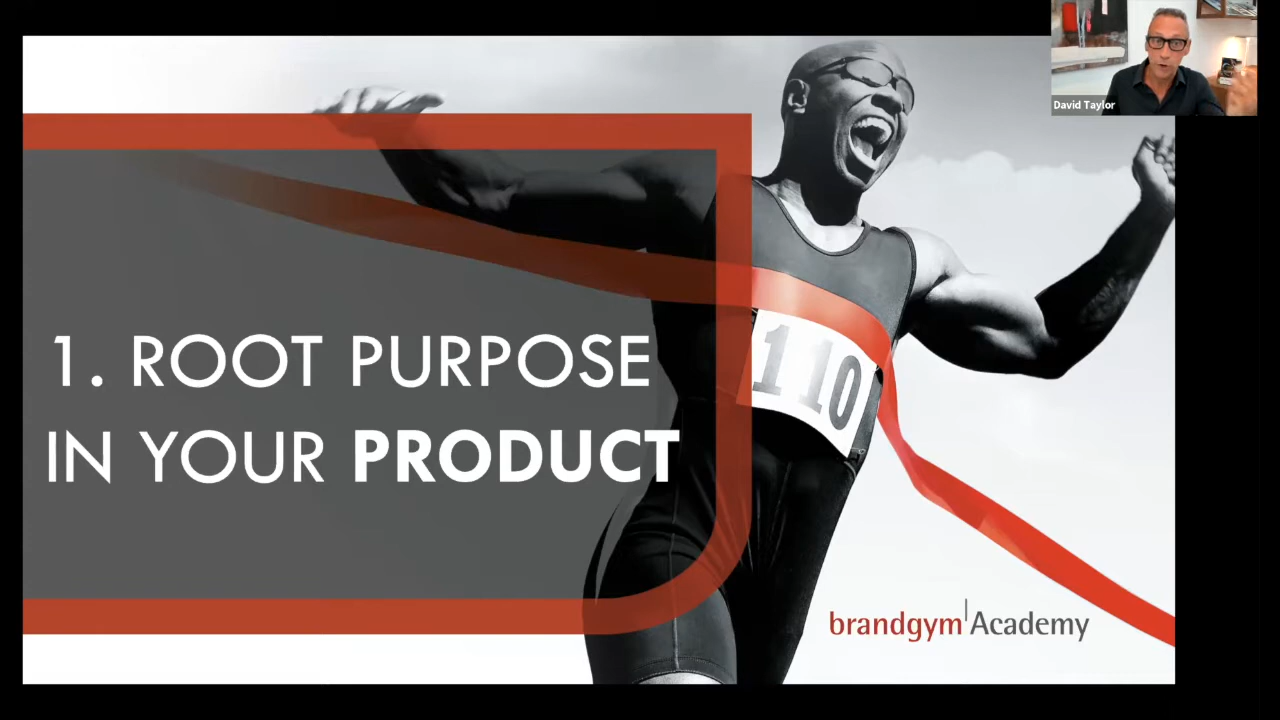 David Taylor
1. ROOT PURPOSE
IN YOUR PRODUCT
110
brandgym Academy